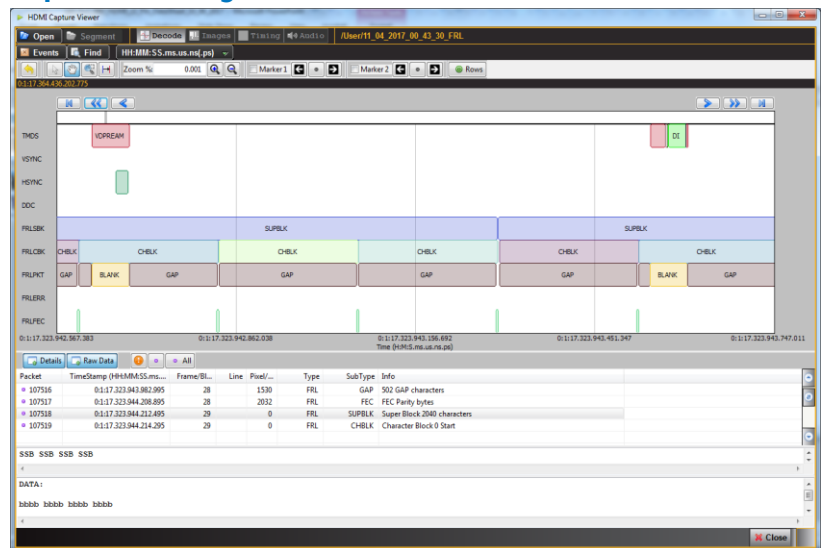 HDMI Capture Viewer
Open Segment Decode Images Timing Audio /User/11_04_2017_00_43_30_FRL
Events Find HH:MM:SS.ms.us.ns(.ps)
Zoom %: 0.001 Marker 1 Marker 2 Rows
0:1:17.364.436.202.775
TMDS VDPREAM DI
VSYNC
HSYNC
DDC
FRLSBK SUPBLK SUPBLK
FRLCBK CHBLK CHBLK CHBLK CHBLK CHBLK CHBLK
FRLPKT GAP BLANK GAP GAP GAP GAP BLANK GAP
FRLERR
FRLFEC
0:1:17.323.942.567.383 0:1:17.323.942.862.038 0:1:17.323.943.156.692 0:1:17.323.943.451.347 0:1:17.323.943.747.011
Time (H:M:S.ms.us.ns.ps)
Details Raw Data All
Packet TimeStamp (HH:MM:SS.ms.... Frame/Bl... Line Pixel/... Type SubType Info
107516 0:1:17.323.943.982.995 28 1530 FRL GAP 502 GAP characters
107517 0:1:17.323.944.208.895 28 2032 FRL FEC FEC Parity bytes
107518 0:1:17.323.944.212.495 29 0 FRL SUPBLK Super Block 2040 characters
107519 0:1:17.323.944.214.295 29 0 FRL CHBLK Character Block 0 Start
SSB SSB SSB SSB
DATA:
bbbb bbbb bbbb bbbb
Close